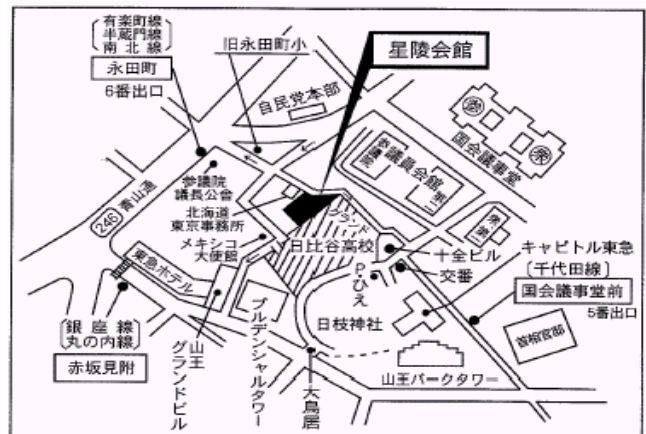 有楽町線
半蔵門線
南北線
永田町
6番出口
旧永田町小
星陵会館
自民党本部
参
衆
国会議事堂
参議院
参議員会館
第一
参議院
議長公舎
北海道
東京事務所
メキシコ
大使館
青山通
246
東急ホテル
グランド
日比谷高校
十全ビル
交番
キャピトル東急
千代田線
国会議事堂前
5番出口
Pひえ
日枝神社
首相官邸
銀座線
丸の内線
赤坂見附
山王
グランドビル
プルデンシャルタワー
大鳥居
山王パークタワー